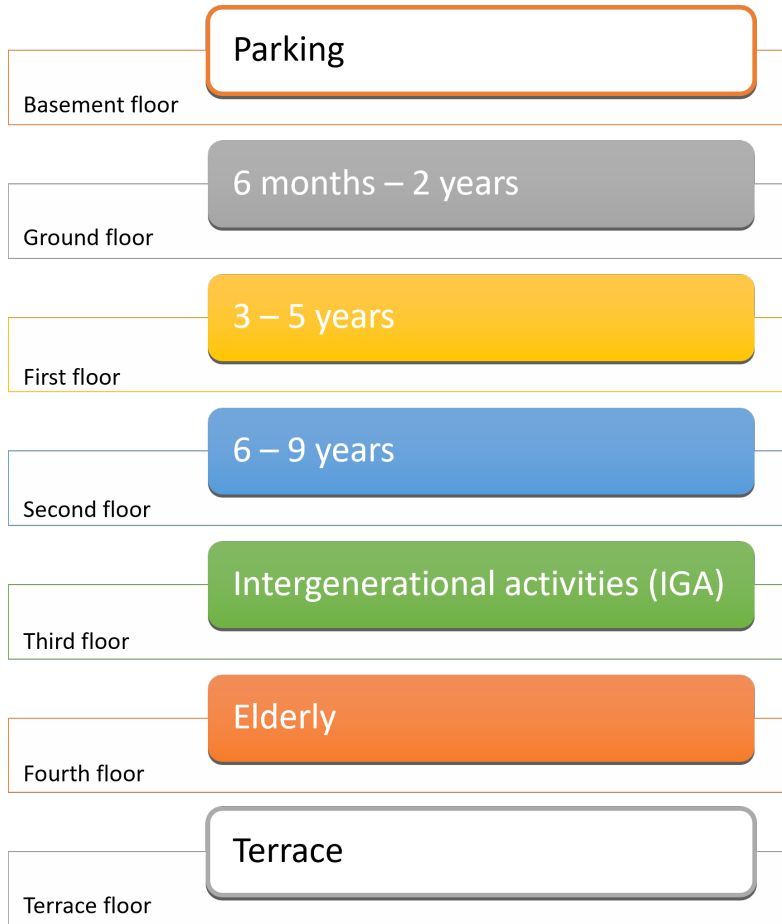 Parking
Basement floor
6 months – 2 years
Ground floor
3 – 5 years
First floor
6 – 9 years
Second floor
Intergenerational activities (IGA)
Third floor
Elderly
Fourth floor
Terrace
Terrace floor